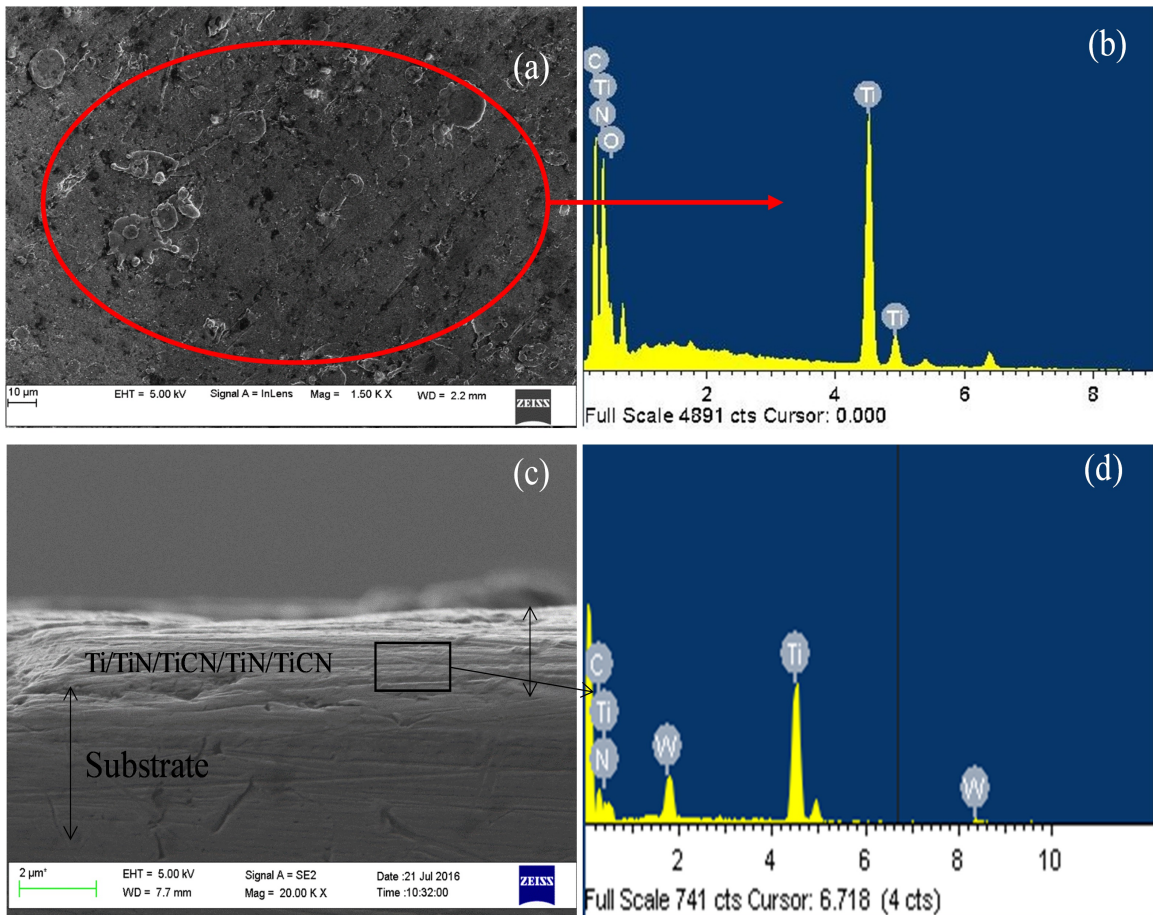 (a)
10 µm
EHT = 5.00 kV
Signal A = InLens
Mag = 1.50 K X
WD = 2.2 mm
ZEISS
(b)
C
Ti
N
O
Ti
Ti
2
4
6
8
Full Scale 4891 cts Cursor: 0.000
(c)
Ti/TiN/TiCN/TiN/TiCN
Substrate
2 µm*
EHT = 5.00 kV
Signal A = SE2
Date :21 Jul 2016
WD = 7.7 mm
Mag = 20.00 K X
Time :10:32:00
ZEISS
(d)
C
Ti
N
W
Ti
W
2
4
6
8
10
Full Scale 741 cts Cursor: 6.718 (4 cts)